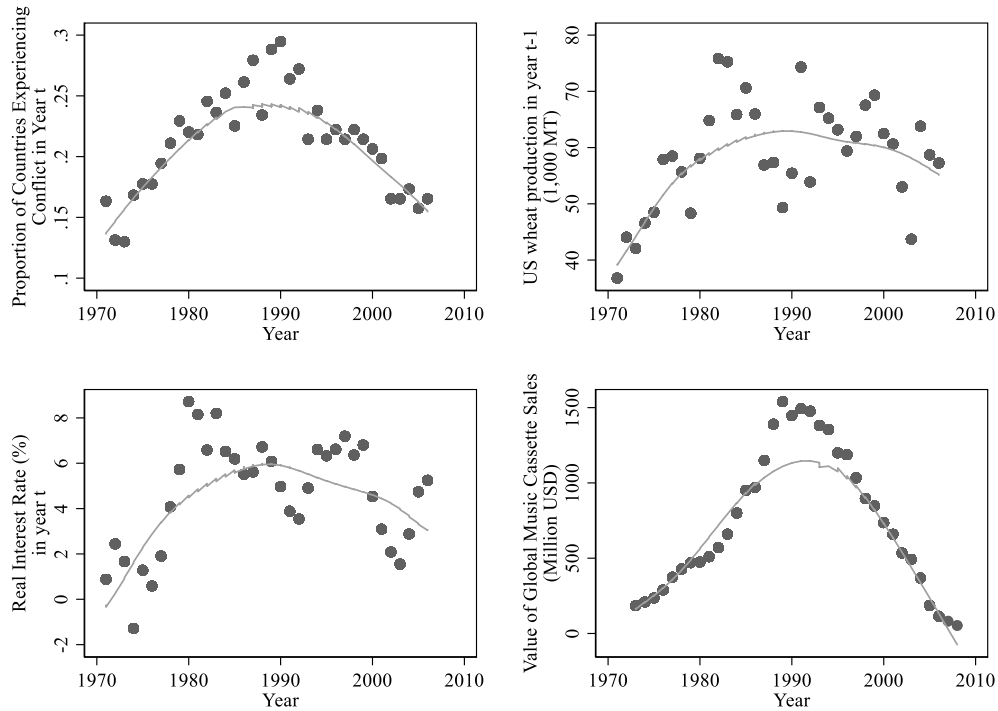 Proportion of Countries Experiencing
Conflict in Year t
.3
.25
.2
.15
.1
1970 1980 1990 2000 2010
Year
US wheat production in year t-1
(1,000 MT)
80
70
60
50
40
1970 1980 1990 2000 2010
Year
Real Interest Rate (%)
in year t
8
6
4
2
0
-2
1970 1980 1990 2000 2010
Year
Value of Global Music Cassette Sales
(Million USD)
1500
1000
500
0
1970 1980 1990 2000 2010
Year